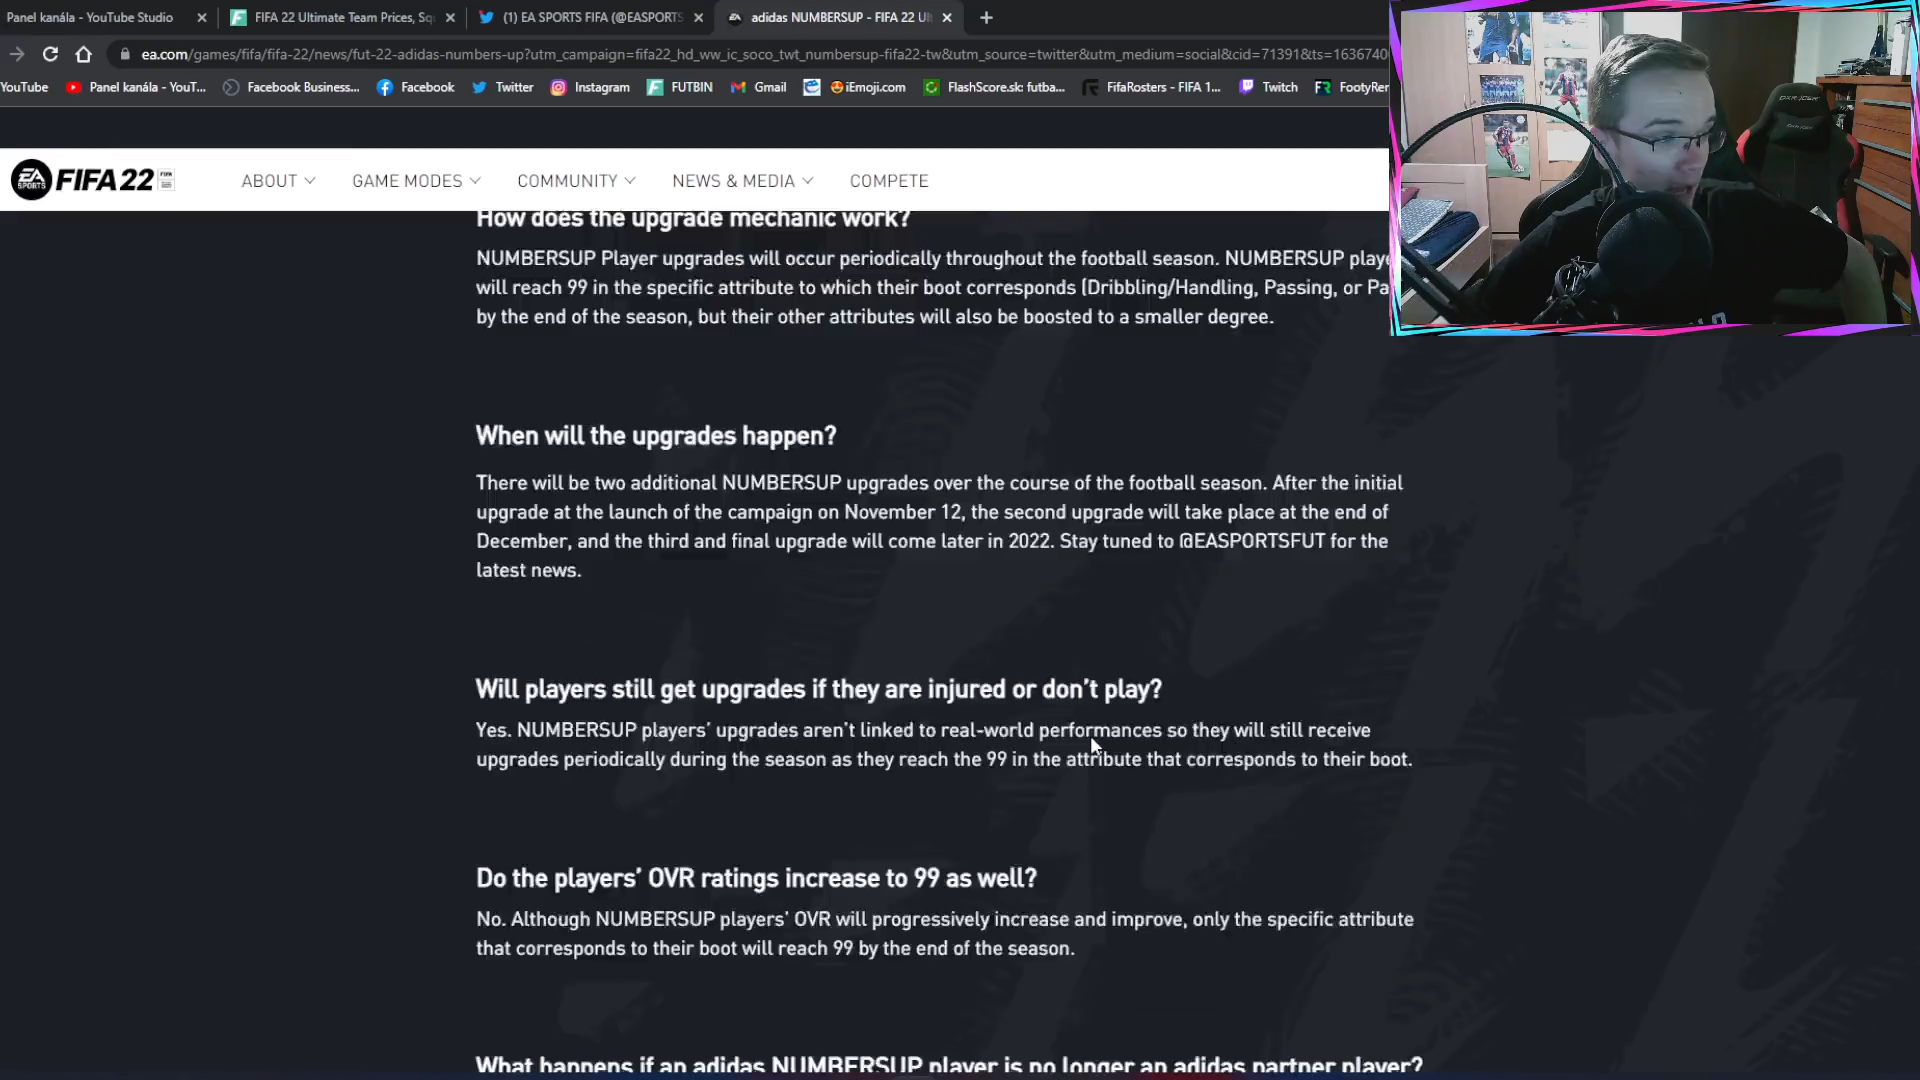 Panel kanála - YouTube Studio
FIFA 22 Ultimate Team Prices, Sq
(1) EA SPORTS FIFA (@EASPORTS
adidas NUMBERSUP - FIFA 22 Ul
ea.com/games/fifa/fifa-22/news/fut-22-adidas-numbers-up?utm_campaign=fifa22_hd_ww_ic_soco_twt_numbersup-fifa22-tw&utm_source=twitter&utm_medium=social&cid=71391&ts=1636740
YouTube
Panel kanála - YouT...
Facebook Business...
Facebook
Twitter
Instagram
FUTBIN
Gmail
iEmoji.com
FlashScore.sk: futba...
FifaRosters - FIFA 1...
Twitch
FootyRen
EA SPORTS FIFA 22
ABOUT
GAME MODES
COMMUNITY
NEWS & MEDIA
COMPETE
How does the upgrade mechanic work?
NUMBERSUP Player upgrades will occur periodically throughout the football season. NUMBERSUP playe
will reach 99 in the specific attribute to which their boot corresponds (Dribbling/Handling, Passing, or Pa
by the end of the season, but their other attributes will also be boosted to a smaller degree.
When will the upgrades happen?
There will be two additional NUMBERSUP upgrades over the course of the football season. After the initial
upgrade at the launch of the campaign on November 12, the second upgrade will take place at the end of
December, and the third and final upgrade will come later in 2022. Stay tuned to @EASPORTSFUT for the
latest news.
Will players still get upgrades if they are injured or don't play?
Yes. NUMBERSUP players' upgrades aren't linked to real-world performances so they will still receive
upgrades periodically during the season as they reach the 99 in the attribute that corresponds to their boot.
Do the players' OVR ratings increase to 99 as well?
No. Although NUMBERSUP players' OVR will progressively increase and improve, only the specific attribute
that corresponds to their boot will reach 99 by the end of the season.
What happens if an adidas NUMBERSUP player is no longer an adidas partner player?